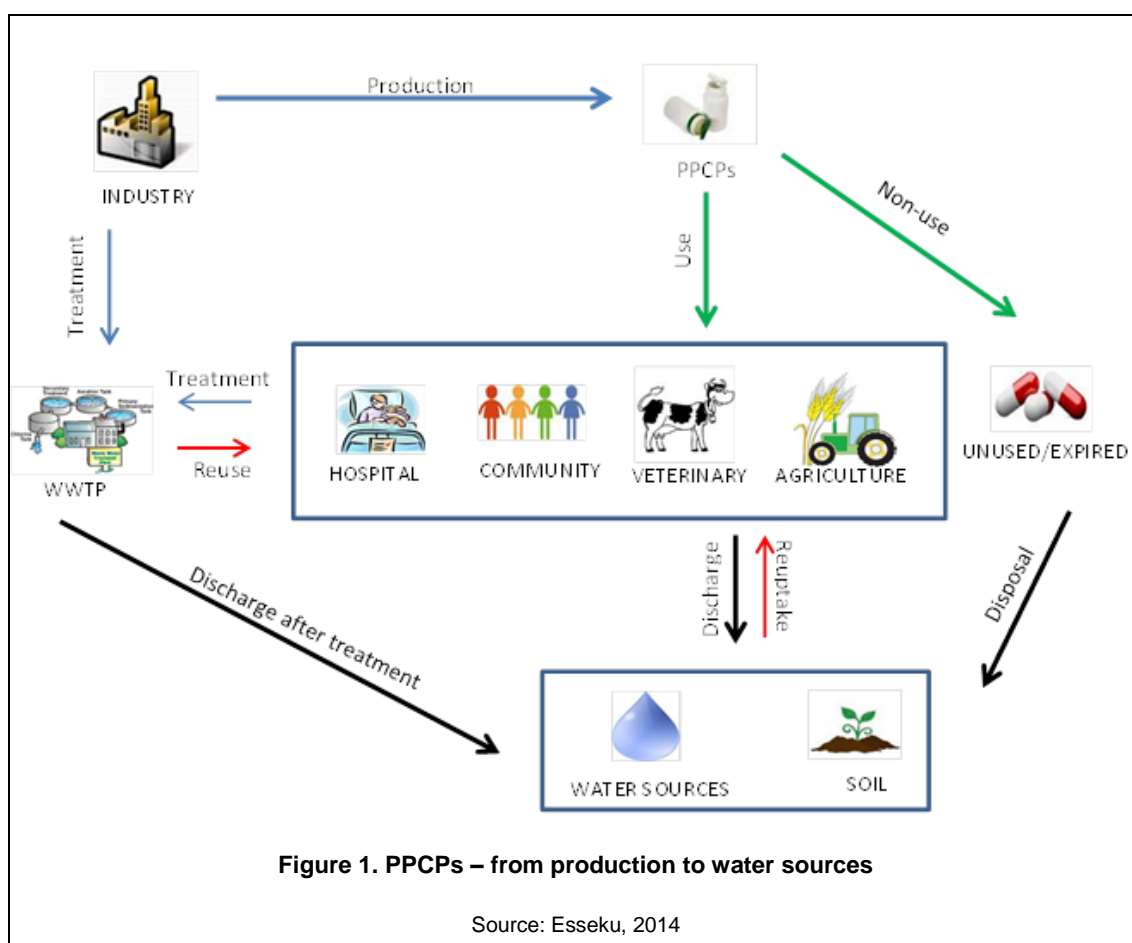 Production
INDUSTRY
PPCPs
Treatment
Use
Non-use
Treatment
Reuse
WWTP
HOSPITAL
COMMUNITY
VETERINARY
AGRICULTURE
UNUSED/EXPIRED
Discharge after treatment
Discharge
Reuptake
Disposal
WATER SOURCES
SOIL
Figure 1. PPCPs – from production to water sources
Source: Esseku, 2014